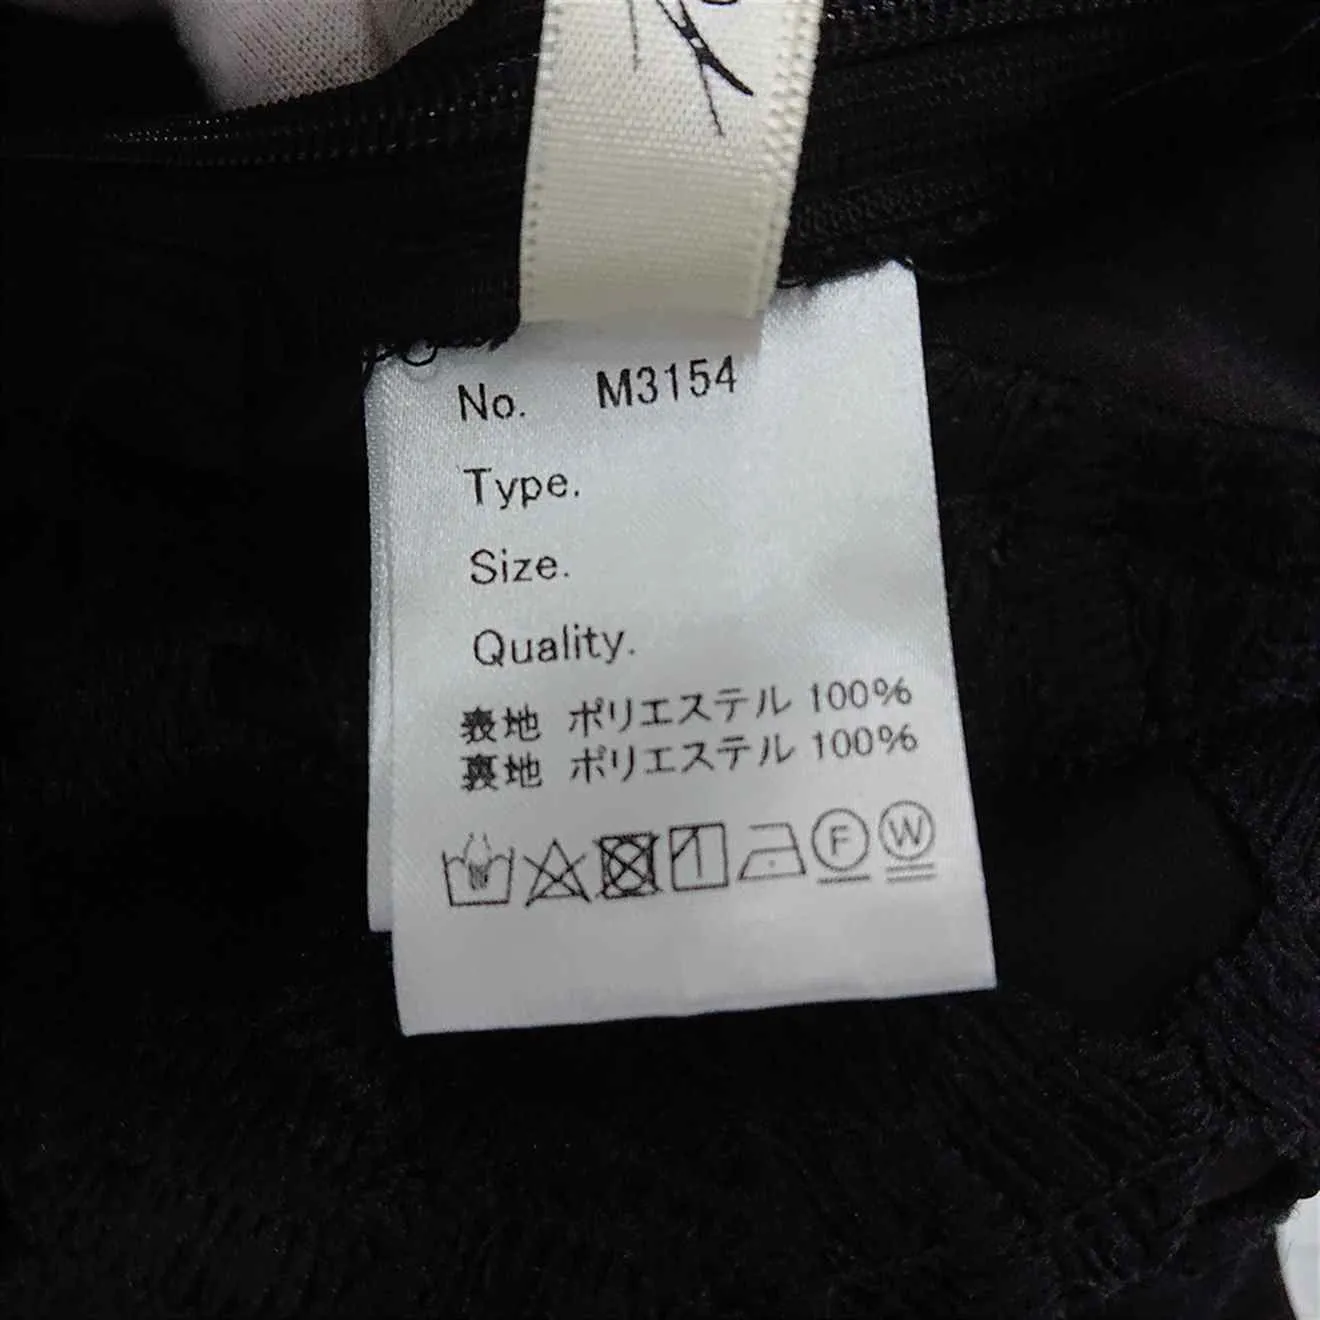 No. M3154
Type.
Size.
Quality.
表地 ポリエステル 100%
裏地 ポリエステル 100%
F W